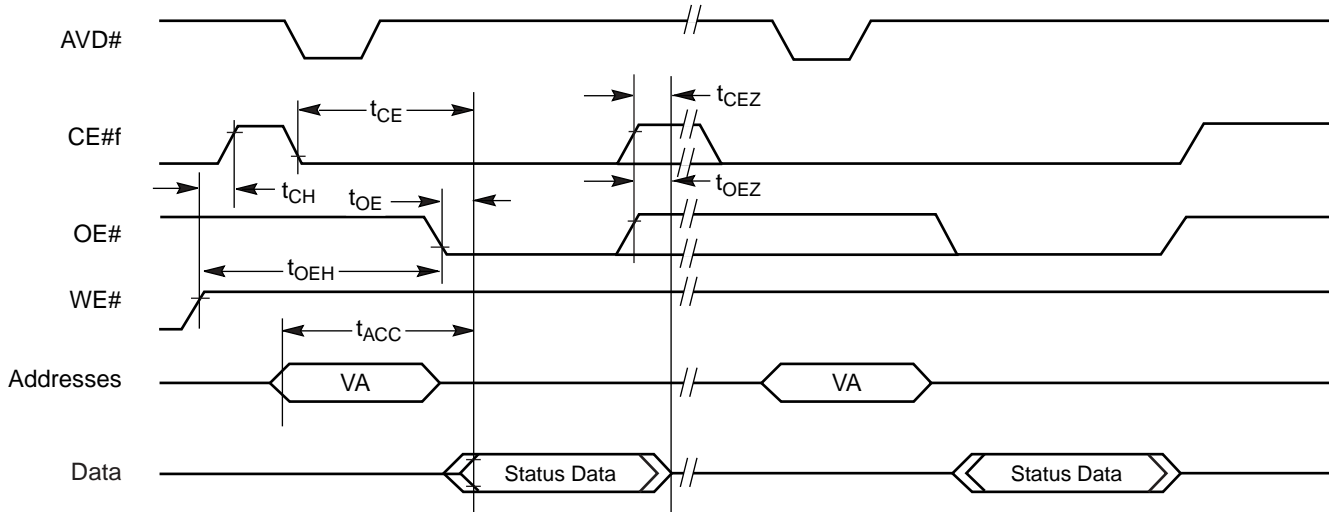 AVD#
tCEZ
tCE
CE#f
tCH
tOE
tOEZ
OE#
tOEH
WE#
tACC
Addresses
VA
VA
Data
Status Data
Status Data